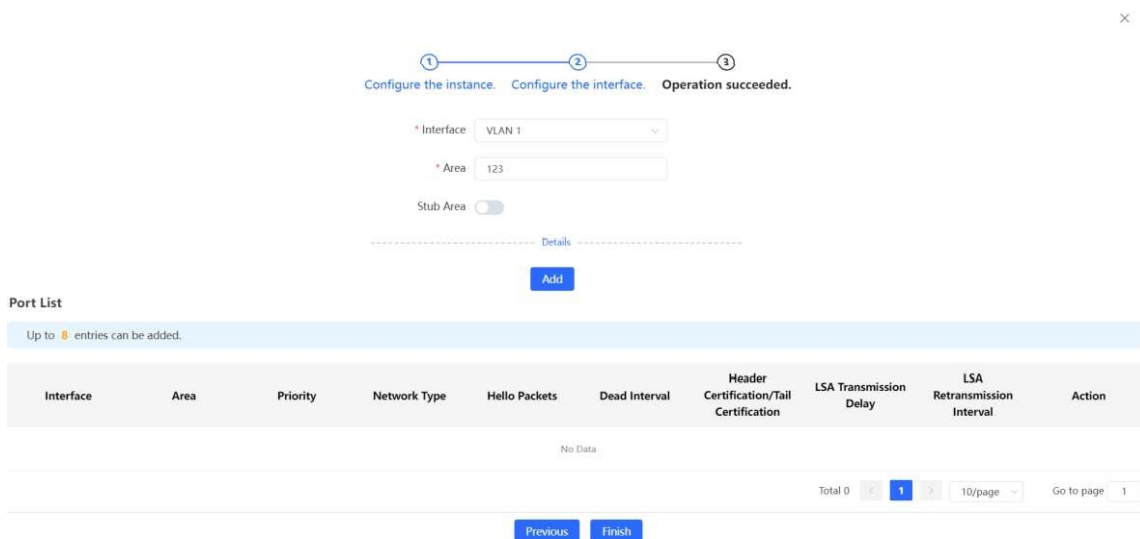 1 2 3
Configure the instance. Configure the interface. Operation succeeded.
* Interface VLAN 1
* Area 123
Stub Area
Details
Add
Port List
Up to 8 entries can be added.
Interface Area Priority Network Type Hello Packets Dead Interval Header Certification/Tail Certification LSA Transmission Delay LSA Retransmission Interval Action
No Data
Total 0 < 1 > 10/page Go to page 1
Previous Finish